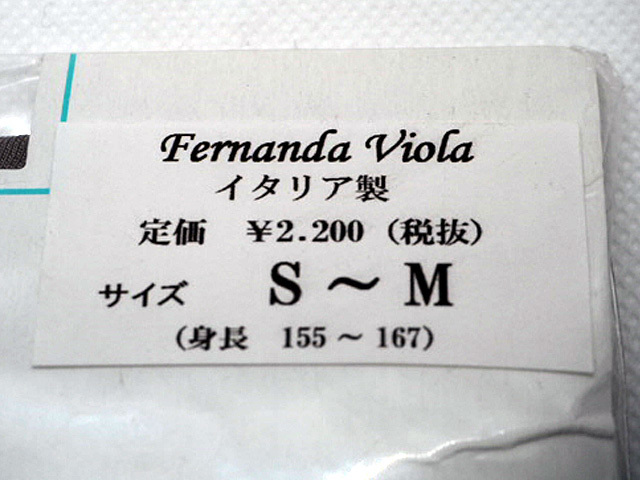 Fernanda Viola
イタリア製
定価 ¥2.200 (税抜)
サイズ S～M
(身長 155～167)